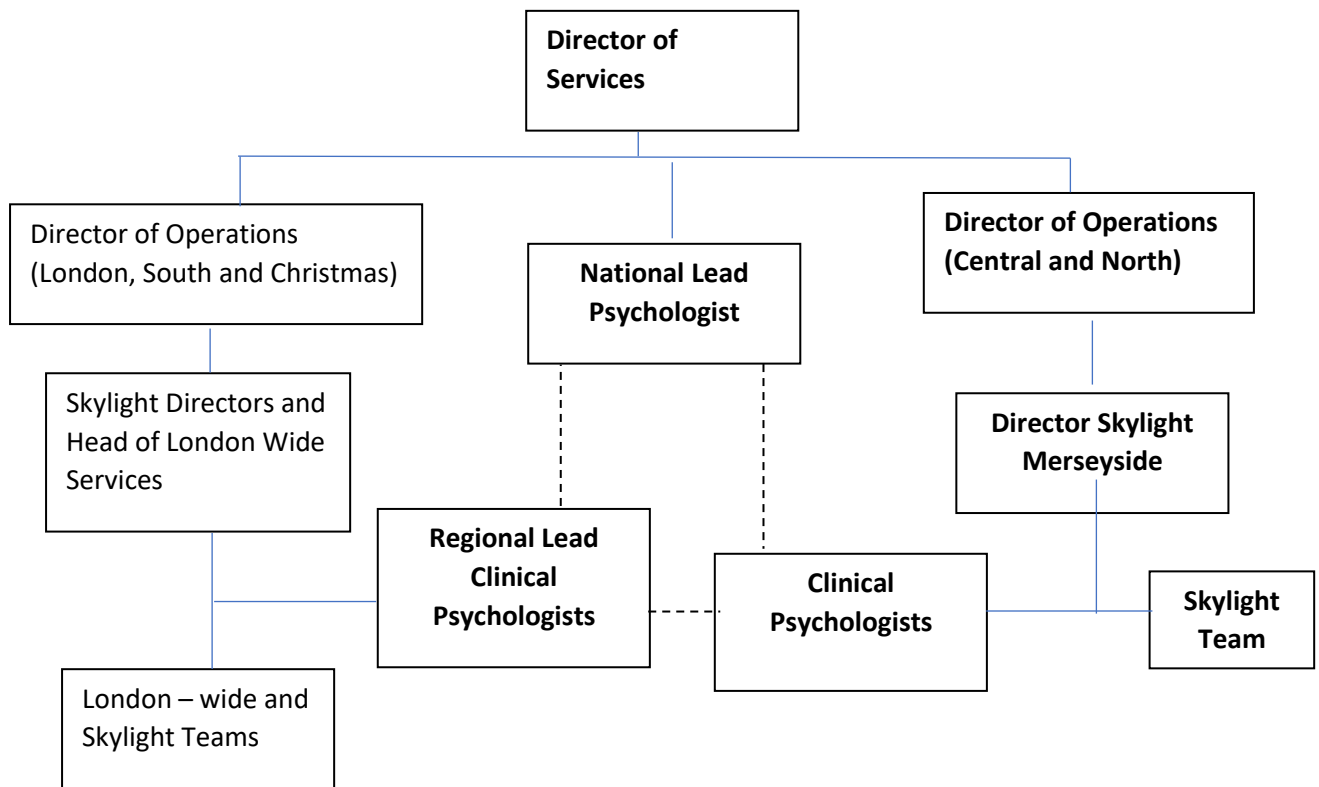 Director of
Services
Director of Operations
(London, South and Christmas)
National Lead
Psychologist
Director of Operations
(Central and North)
Skylight Directors and
Head of London Wide
Services
Director Skylight
Merseyside
Regional Lead
Clinical
Psychologists
Clinical
Psychologists
Skylight
Team
London – wide and
Skylight Teams